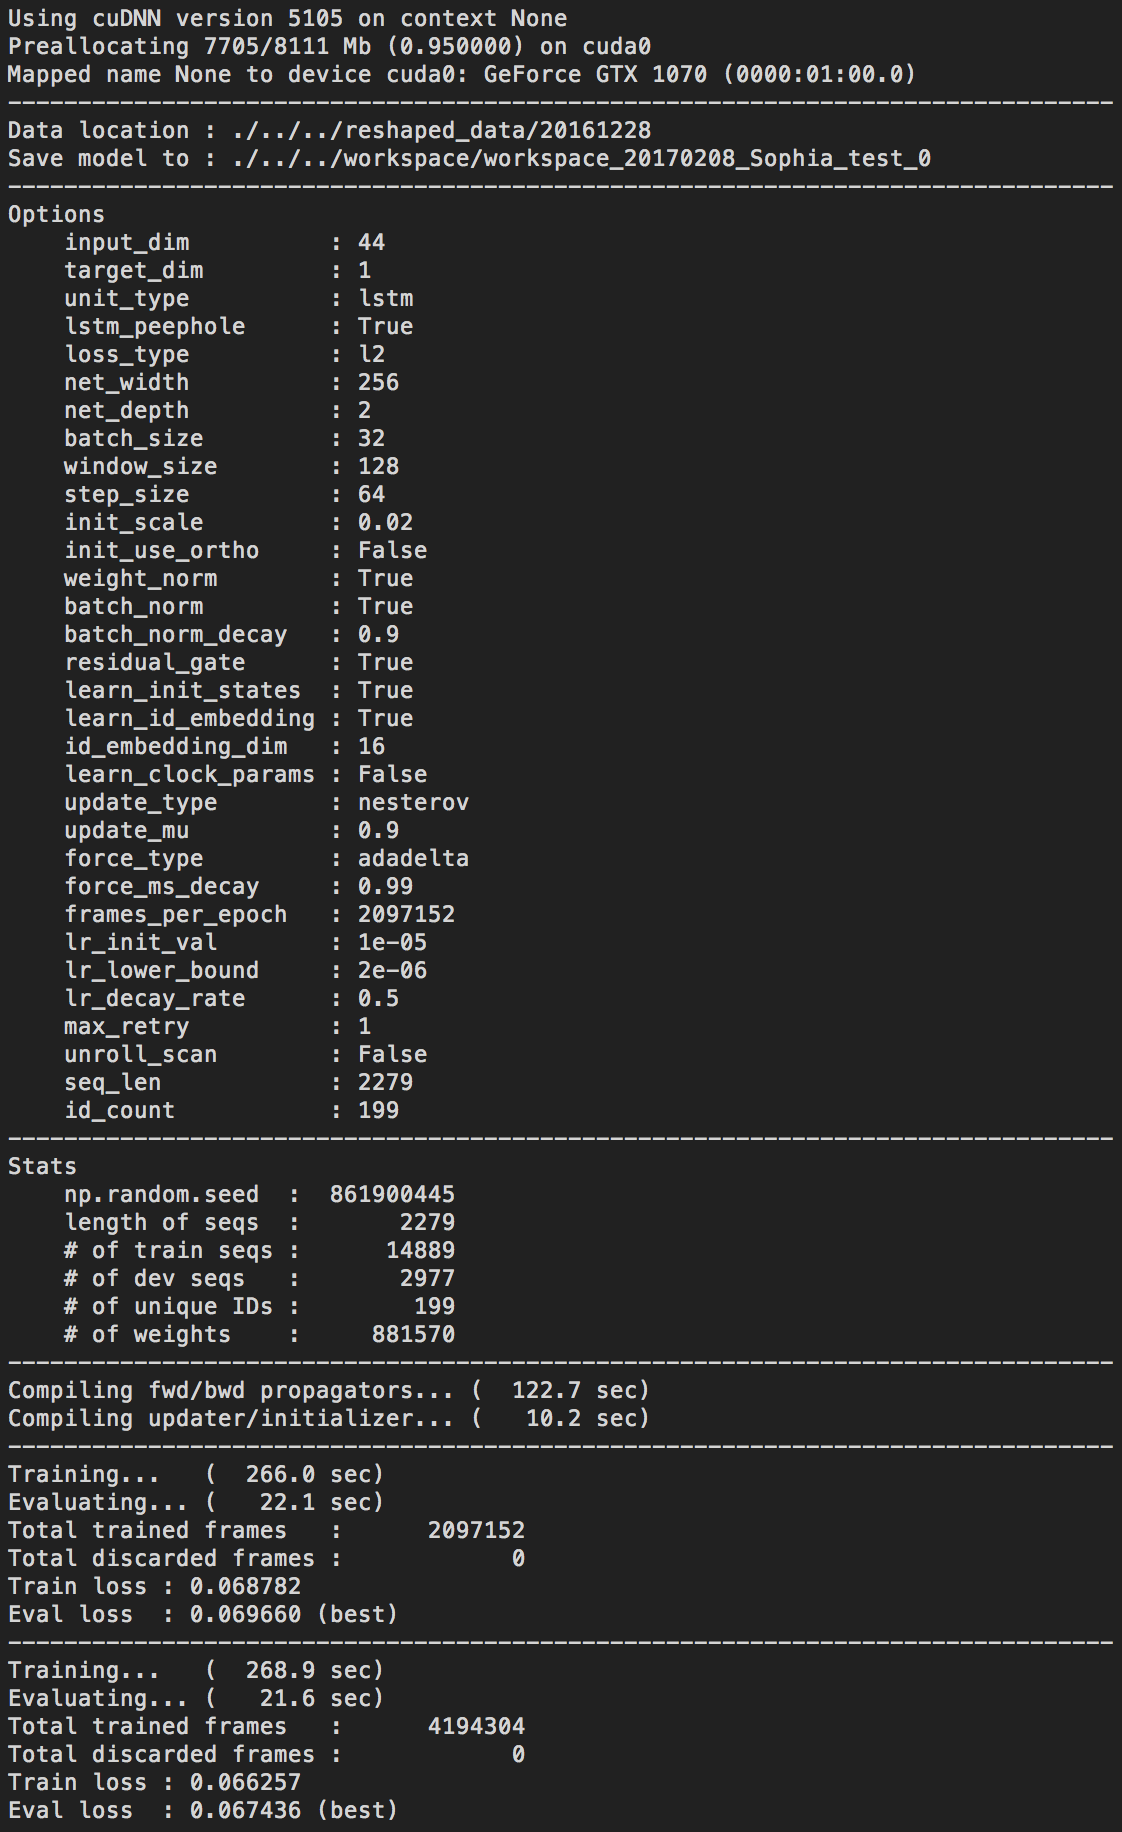 Using cuDNN version 5105 on context None
Preallocating 7705/8111 Mb (0.950000) on cuda0
Mapped name None to device cuda0: GeForce GTX 1070 (0000:01:00.0)
-------------------------------------------------------------------------------
Data location : ./../../reshaped_data/20161228
Save model to : ./../../workspace/workspace_20170208_Sophia_test_0
-------------------------------------------------------------------------------
Options
    input_dim          : 44
    target_dim         : 1
    unit_type          : lstm
    lstm_peephole      : True
    loss_type          : l2
    net_width          : 256
    net_depth          : 2
    batch_size         : 32
    window_size        : 128
    step_size          : 64
    init_scale         : 0.02
    init_use_ortho     : False
    weight_norm        : True
    batch_norm         : True
    batch_norm_decay   : 0.9
    residual_gate      : True
    learn_init_states  : True
    learn_id_embedding : True
    id_embedding_dim   : 16
    learn_clock_params : False
    update_type        : nesterov
    update_mu          : 0.9
    force_type         : adadelta
    force_ms_decay     : 0.99
    frames_per_epoch   : 2097152
    lr_init_val        : 1e-05
    lr_lower_bound     : 2e-06
    lr_decay_rate      : 0.5
    max_retry          : 1
    unroll_scan        : False
    seq_len            : 2279
    id_count           : 199
-------------------------------------------------------------------------------
Stats
    np.random.seed  :  861900445
    length of seqs  :       2279
    # of train seqs :      14889
    # of dev seqs   :       2977
    # of unique IDs :        199
    # of weights    :     881570
-------------------------------------------------------------------------------
Compiling fwd/bwd propagators... (  122.7 sec)
Compiling updater/initializer... (   10.2 sec)
-------------------------------------------------------------------------------
Training...   (  266.0 sec)
Evaluating... (   22.1 sec)
Total trained frames   :      2097152
Total discarded frames :            0
Train loss : 0.068782
Eval loss  : 0.069660 (best)
-------------------------------------------------------------------------------
Training...   (  268.9 sec)
Evaluating... (   21.6 sec)
Total trained frames   :      4194304
Total discarded frames :            0
Train loss : 0.066257
Eval loss  : 0.067436 (best)